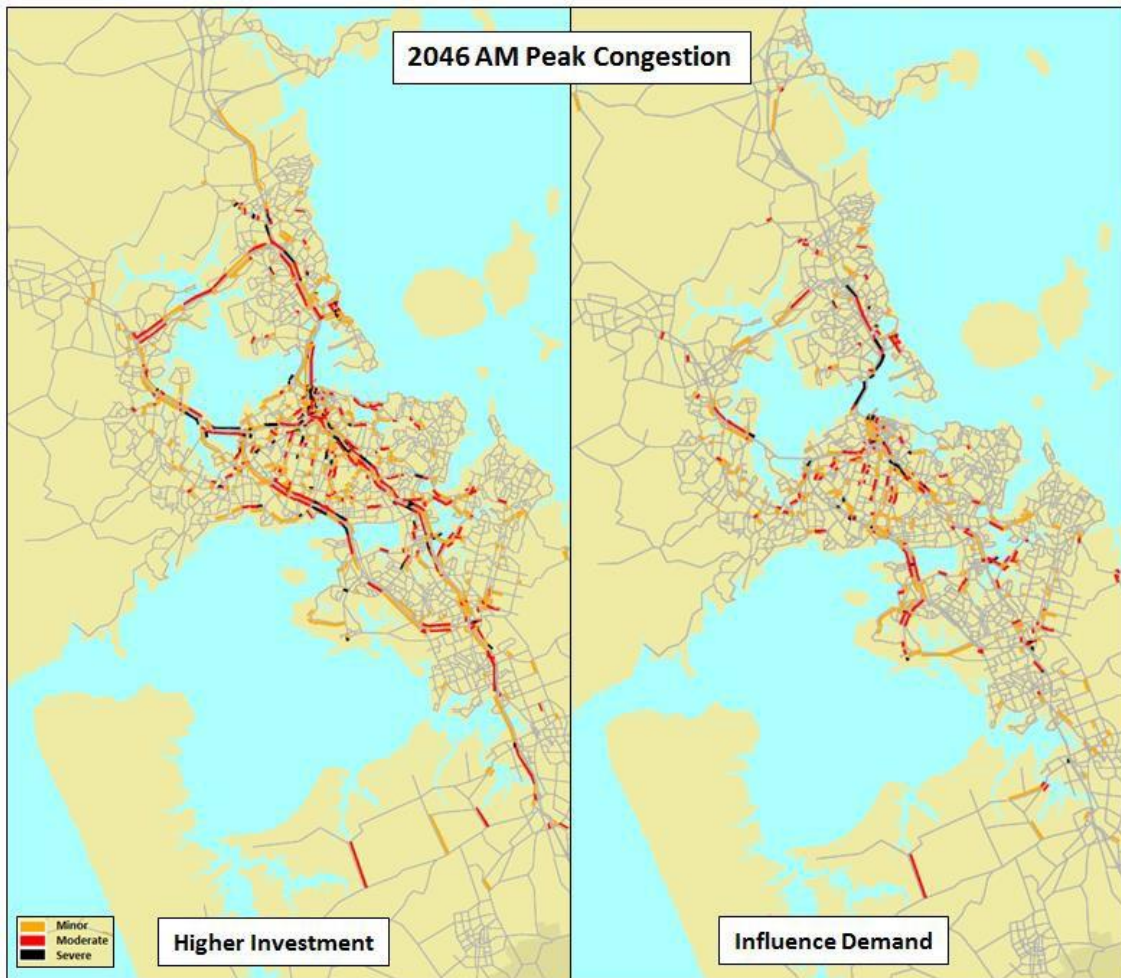 2046 AM Peak Congestion
Minor
Moderate
Severe
Higher Investment
Influence Demand